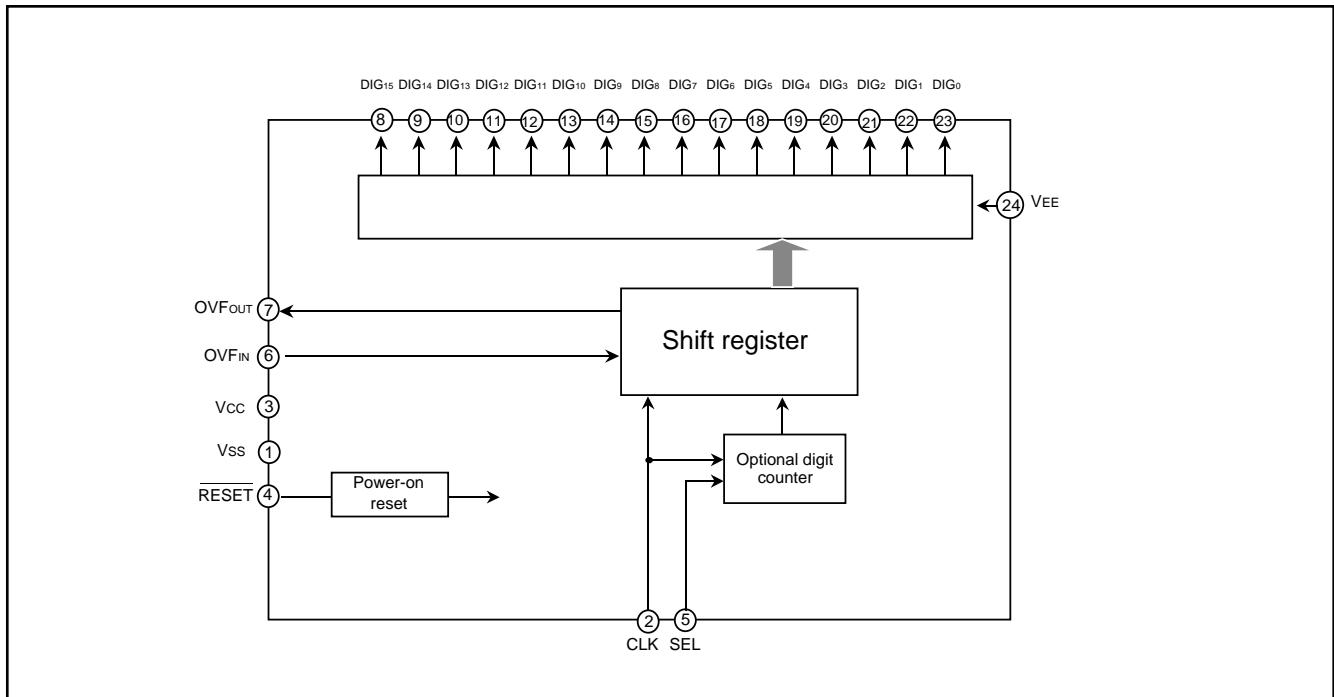 DIG15 DIG14 DIG13 DIG12 DIG11 DIG10 DIG9 DIG8 DIG7 DIG6 DIG5 DIG4 DIG3 DIG2 DIG1 DIG0
8 9 10 11 12 13 14 15 16 17 18 19 20 21 22 23
24 VEE
OVFOUT 7
Shift register
OVFIN 6
VCC 3
VSS 1
Optional digit
counter
RESET 4
Power-on
reset
2 5
CLK SEL